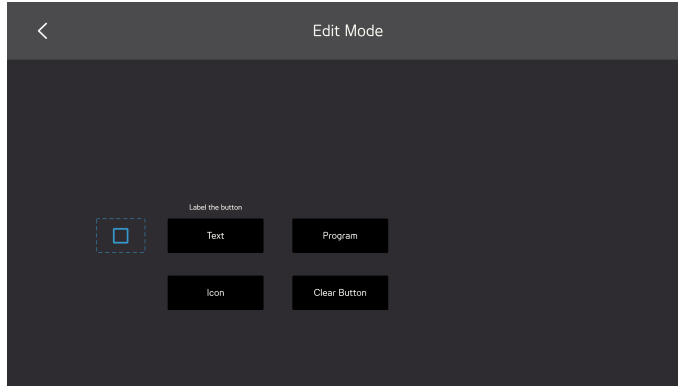 Edit Mode
Label the button
Text
Program
Icon
Clear Button